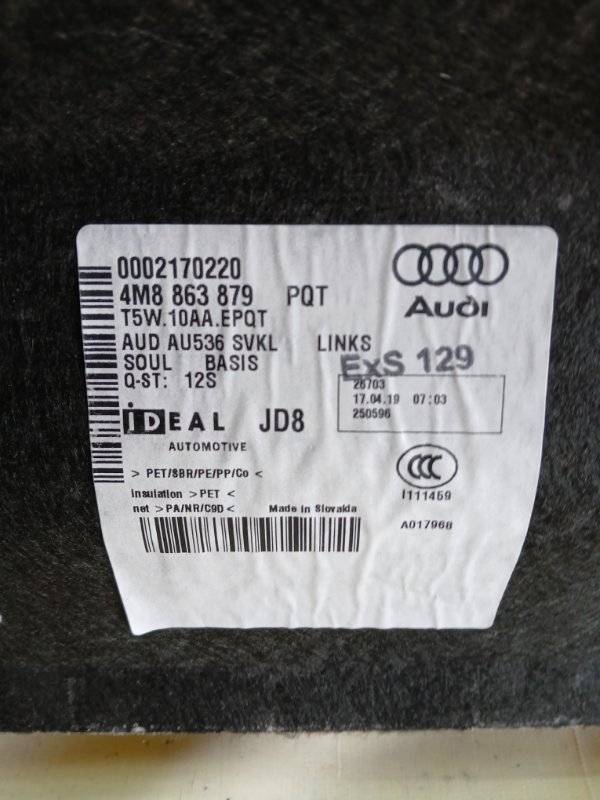 0002170220
4M8 863 879 PQT
Audi
T5W.10AA.EPQT
AUD AU536 SVKL LINKS
SOUL BASIS
ExS 129
Q-ST: 12S
26703
17.04.19 07:03
250596
IDEAL JD8
AUTOMOTIVE
> PET/SBR/PE/PP/Co <
CCC
I111459
insulation > PET <
net > PA/NR/C9D < Made in Slovakia
A017968